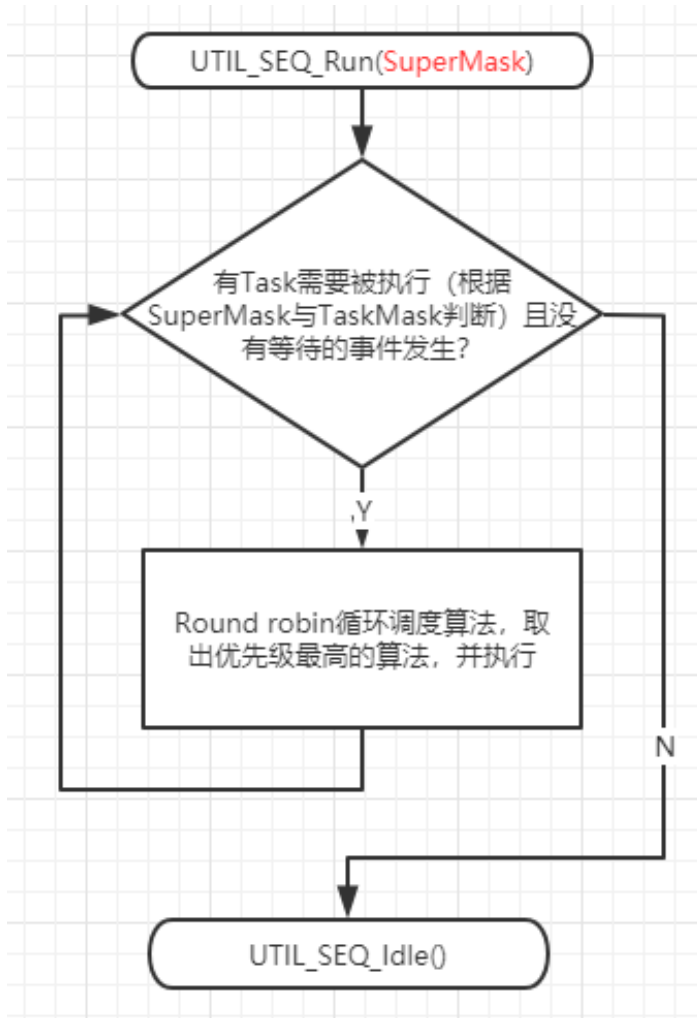 UTIL_SEQ_Run(SuperMask)
有Task需要被执行（根据
SuperMask与TaskMask判断）且没
有等待的事件发生？
,Y
Round robin循环调度算法，取
出优先级最高的算法，并执行
N
UTIL_SEQ_Idle()